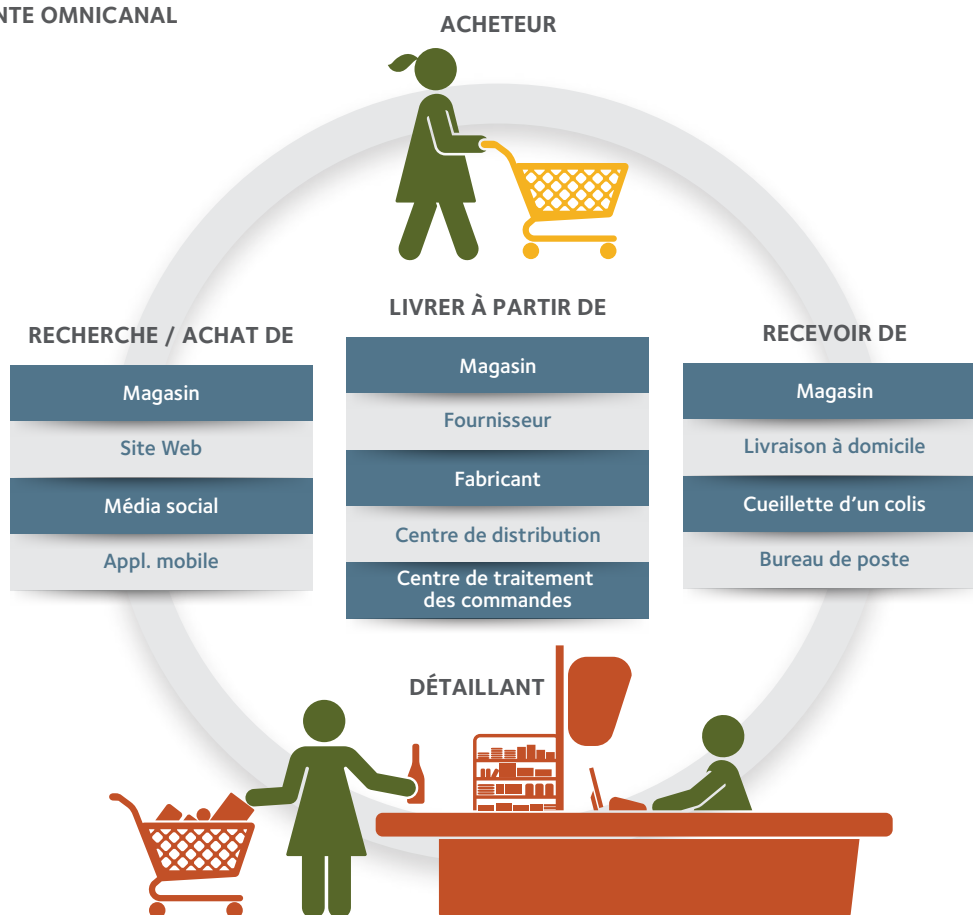 OMNICANAL
ACHETEUR
LIVRER À PARTIR DE
RECHERCHE / ACHAT DE
RECEVOIR DE
Magasin
Site Web
Média social
Appl. mobile
Magasin
Fournisseur
Fabricant
Centre de distribution
Centre de traitement
des commandes
Magasin
Livraison à domicile
Cueillette d’un colis
Bureau de poste
DÉTAILLANT